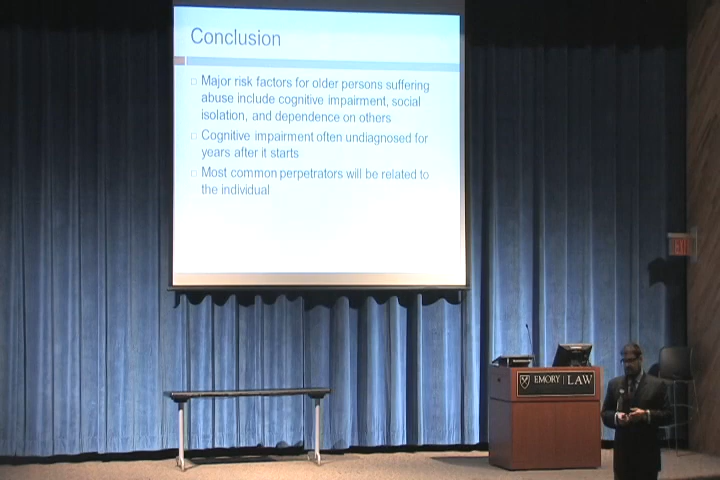 Conclusion
Major risk factors for older persons suffering
abuse include cognitive impairment, social
isolation, and dependence on others
Cognitive impairment often undiagnosed for
years after it starts
Most common perpetrators will be related to
the individual
EXIT
EMORY | LAW